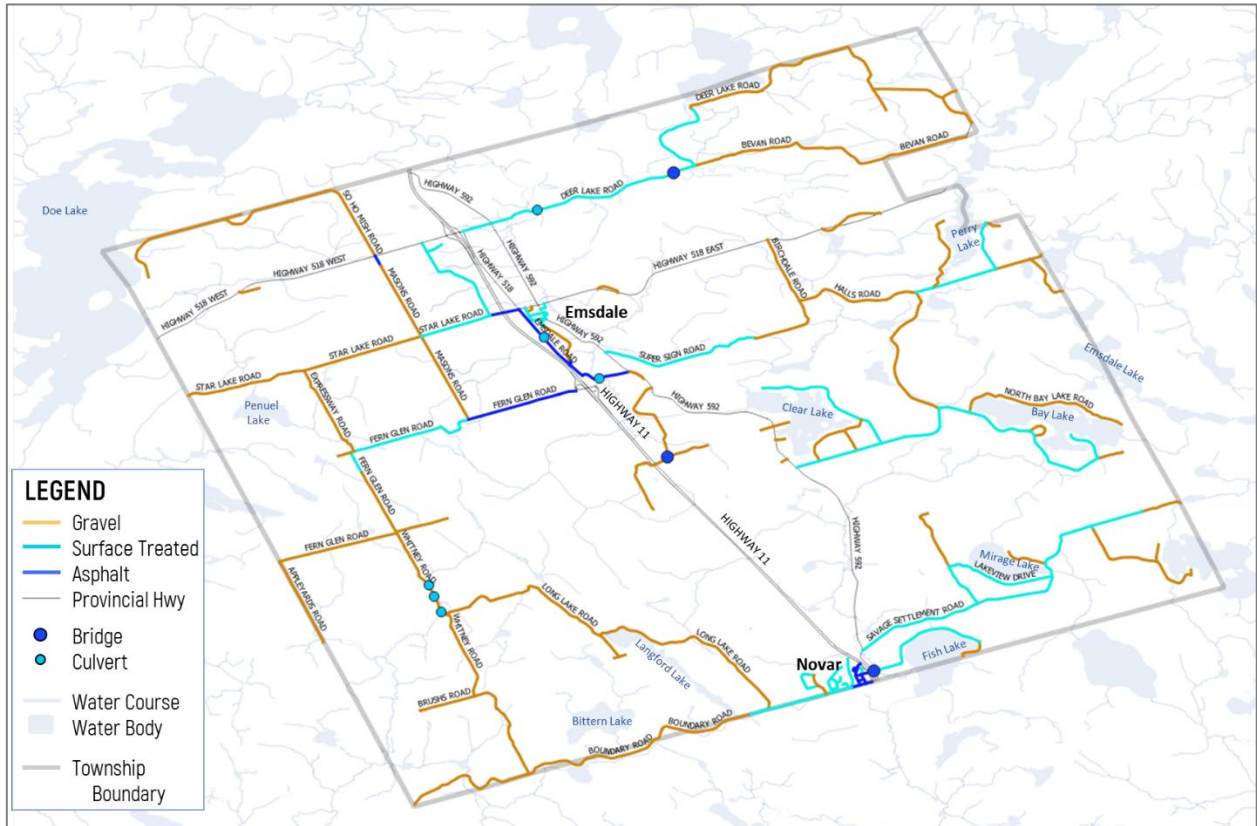 DEER LAKE ROAD
BEVAN ROAD
BEVAN ROAD
HIGHWAY 592
DEER LAKE ROAD
Doe Lake
SO HO MISH ROAD
Perry
Lake
HIGHWAY 518 WEST
HIGHWAY 518 WEST
HIGHWAY 518
HIGHWAY 592
HIGHWAY 518 EAST
BIRCHDALE ROAD
HALLS ROAD
MASONS ROAD
STAR LAKE ROAD
Emsdale
HIGHWAY 592
EMSDALE ROAD
SUPER SIGN ROAD
Emsdale Lake
STAR LAKE ROAD
STAR LAKE ROAD
EXPRESSWAY ROAD
MASONS ROAD
FERN GLEN ROAD
HIGHWAY 11
HIGHWAY 592
Clear Lake
NORTH BAY LAKE ROAD
Bay Lake
Penuel
Lake
FERN GLEN ROAD
FERN GLEN ROAD
HIGHWAY 11
HIGHWAY 592
FERN GLEN ROAD
WHITNEY ROAD
APPLEYARDS ROAD
Mirage Lake
LAKEVIEW DRIVE
LONG LAKE ROAD
SAVAGE SETTLEMENT ROAD
WHITNEY ROAD
LONG LAKE ROAD
Langford Lake
Novar
Fish Lake
BRUSHS ROAD
Bittern Lake
BOUNDARY ROAD
BOUNDARY ROAD
LEGEND
Gravel
Surface Treated
Asphalt
Provincial Hwy
Bridge
Culvert
Water Course
Water Body
Township
Boundary